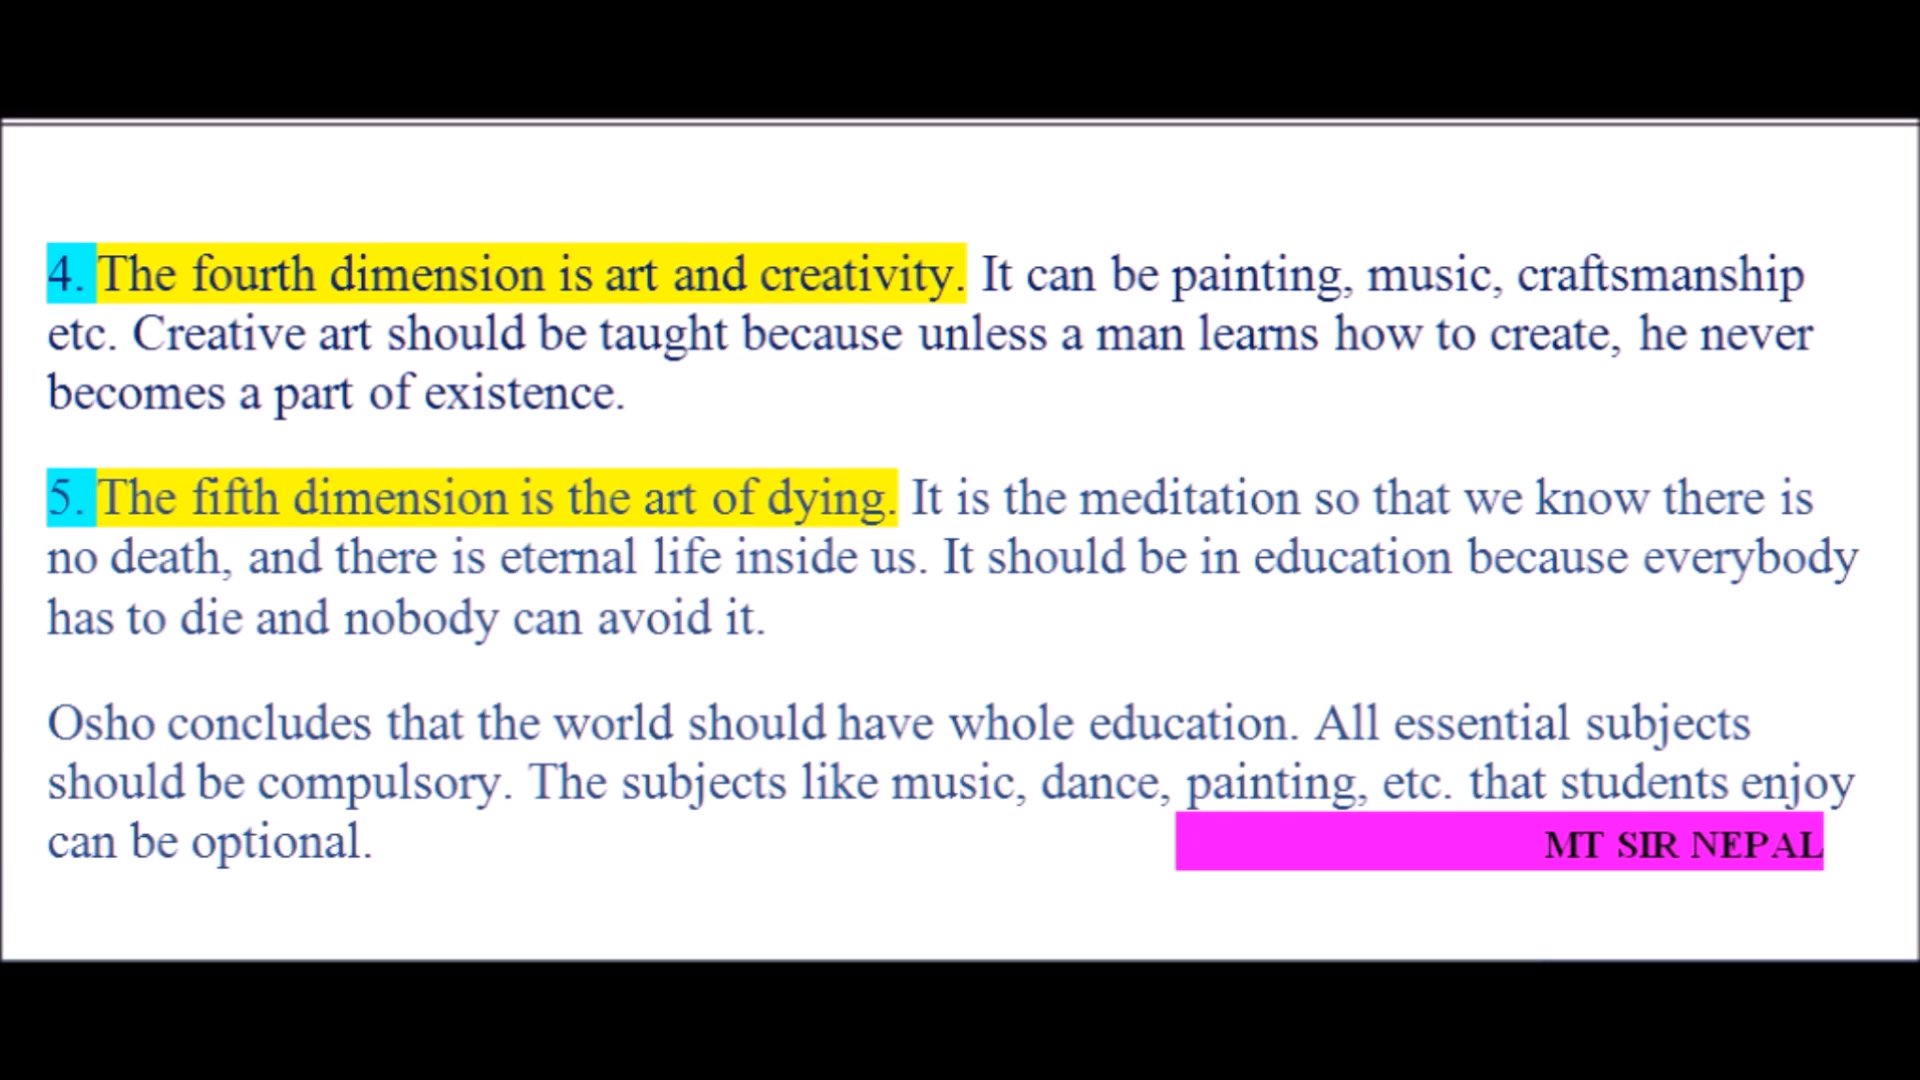 4. The fourth dimension is art and creativity. It can be painting, music, craftsmanship
etc. Creative art should be taught because unless a man learns how to create, he never
becomes a part of existence.
5. The fifth dimension is the art of dying. It is the meditation so that we know there is
no death, and there is eternal life inside us. It should be in education because everybody
has to die and nobody can avoid it.
Osho concludes that the world should have whole education. All essential subjects
should be compulsory. The subjects like music, dance, painting, etc. that students enjoy
can be optional.
MT SIR NEPAL